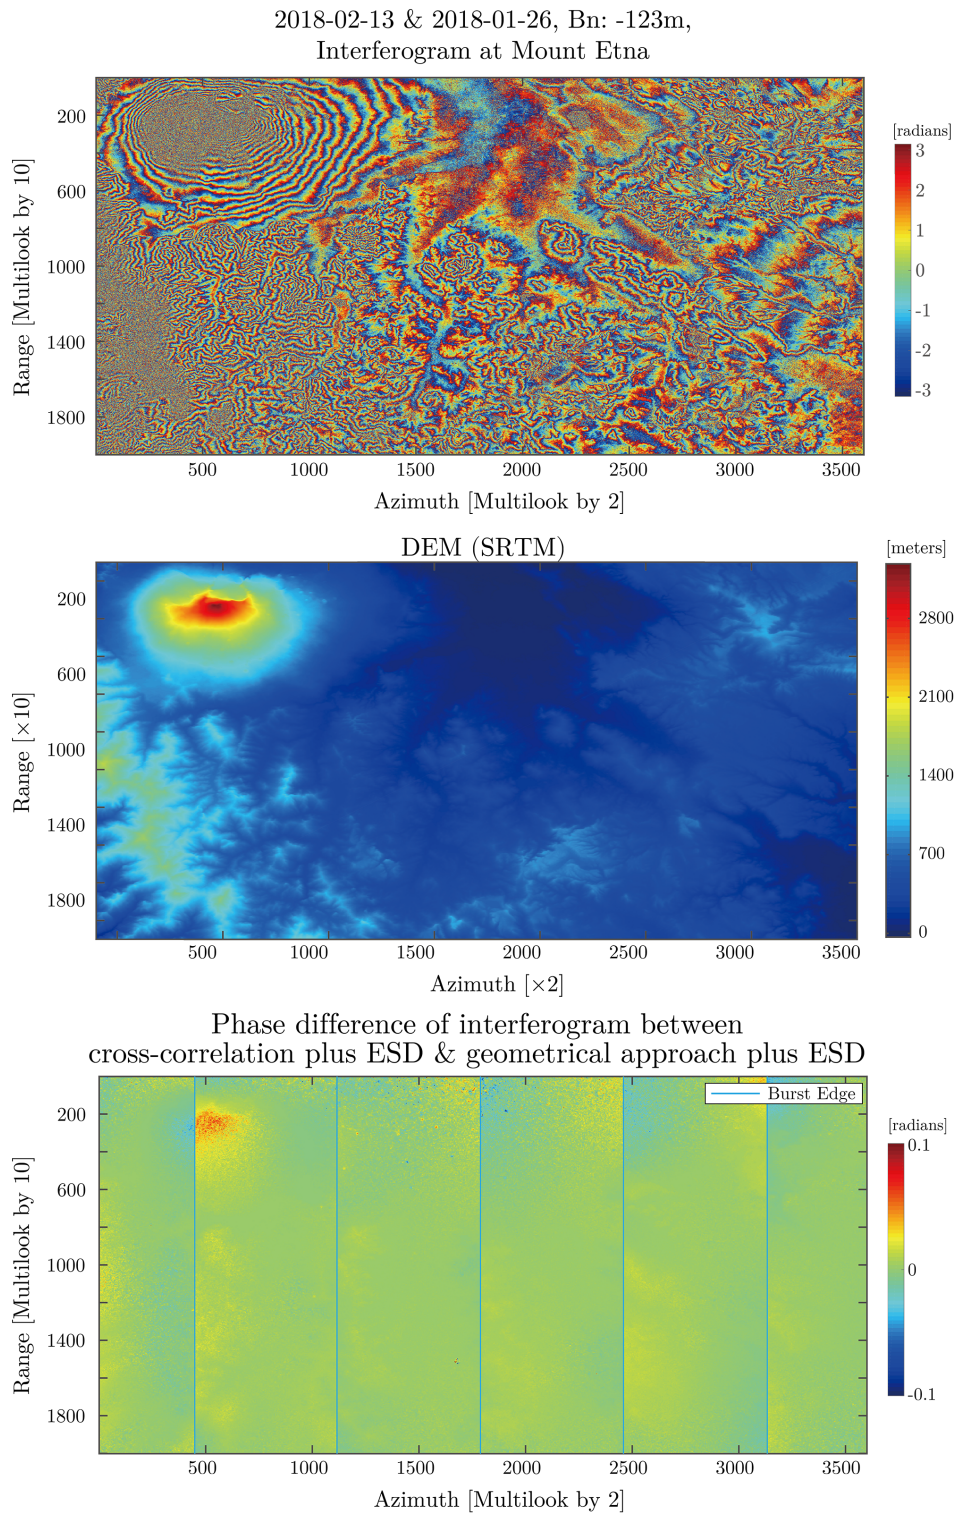 2018-02-13 & 2018-01-26, Bn: -123m,
Interferogram at Mount Etna
[radians]
3
2
1
0
-1
-2
-3
200
600
1000
1400
1800
Range [Multilook by 10]
500 1000 1500 2000 2500 3000 3500
Azimuth [Multilook by 2]
DEM (SRTM)
[meters]
2800
2100
1400
700
0
200
600
1000
1400
1800
Range [×10]
500 1000 1500 2000 2500 3000 3500
Azimuth [×2]
Phase difference of interferogram between
cross-correlation plus ESD & geometrical approach plus ESD
Burst Edge
[radians]
0.1
0
-0.1
200
600
1000
1400
1800
Range [Multilook by 10]
500 1000 1500 2000 2500 3000 3500
Azimuth [Multilook by 2]